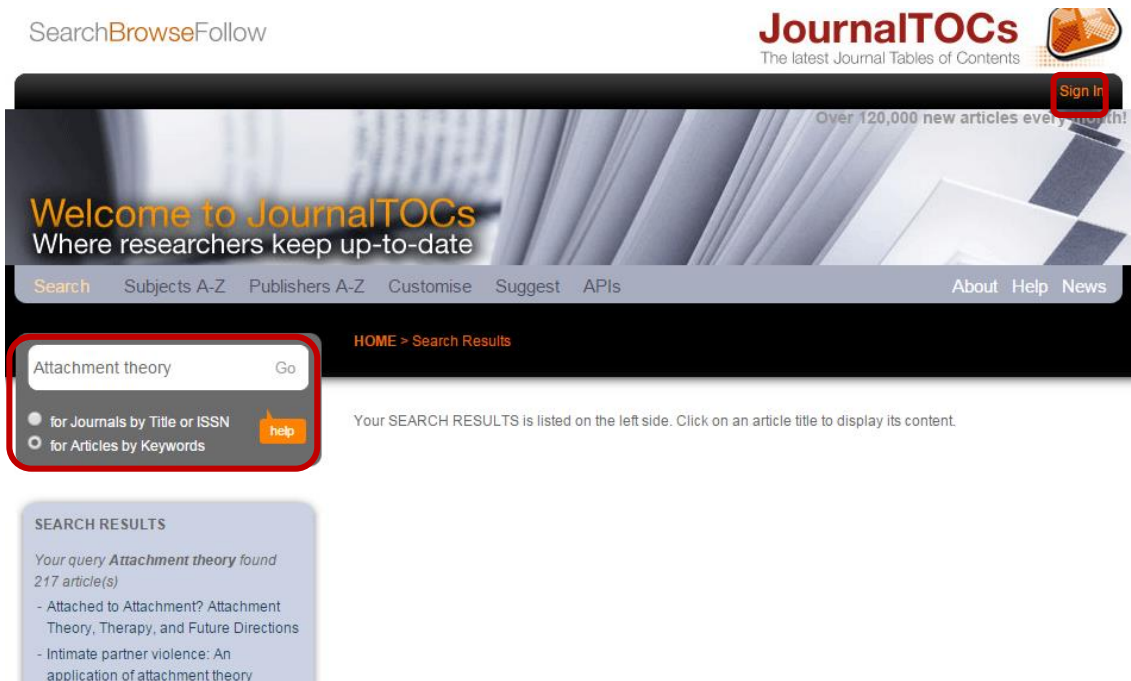 SearchBrowseFollow
JournalTOCs
The latest Journal Tables of Contents
Sign In
Over 120,000 new articles every month!
Welcome to JournalTOCs
Where researchers keep up-to-date
Search Subjects A-Z Publishers A-Z Customise Suggest APIs About Help News
HOME > Search Results
Attachment theory Go
for Journals by Title or ISSN
help
for Articles by Keywords
Your SEARCH RESULTS is listed on the left side. Click on an article title to display its content.
SEARCH RESULTS
Your query Attachment theory found
217 article(s)
- Attached to Attachment? Attachment
Theory, Therapy, and Future Directions
- Intimate partner violence: An
application of attachment theory